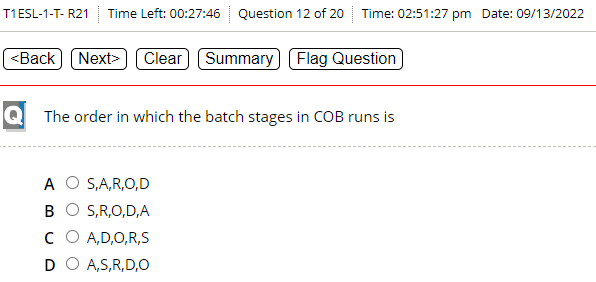 T1ESL-1-T- R21 Time Left: 00:27:46 Question 12 of 20 Time: 02:51:27 pm Date: 09/13/2022
<Back Next> Clear Summary Flag Question
Q The order in which the batch stages in COB runs is
A S,A,R,O,D
B S,R,O,D,A
C A,D,O,R,S
D A,S,R,D,O